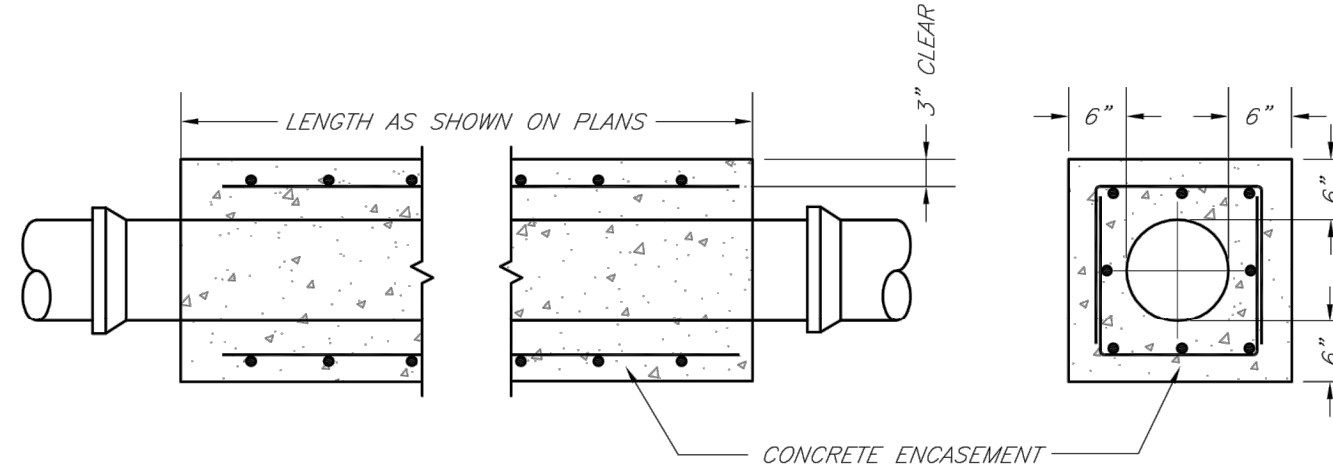 LENGTH AS SHOWN ON PLANS
3" CLEAR
6"
6"
6"
6"
CONCRETE ENCASEMENT